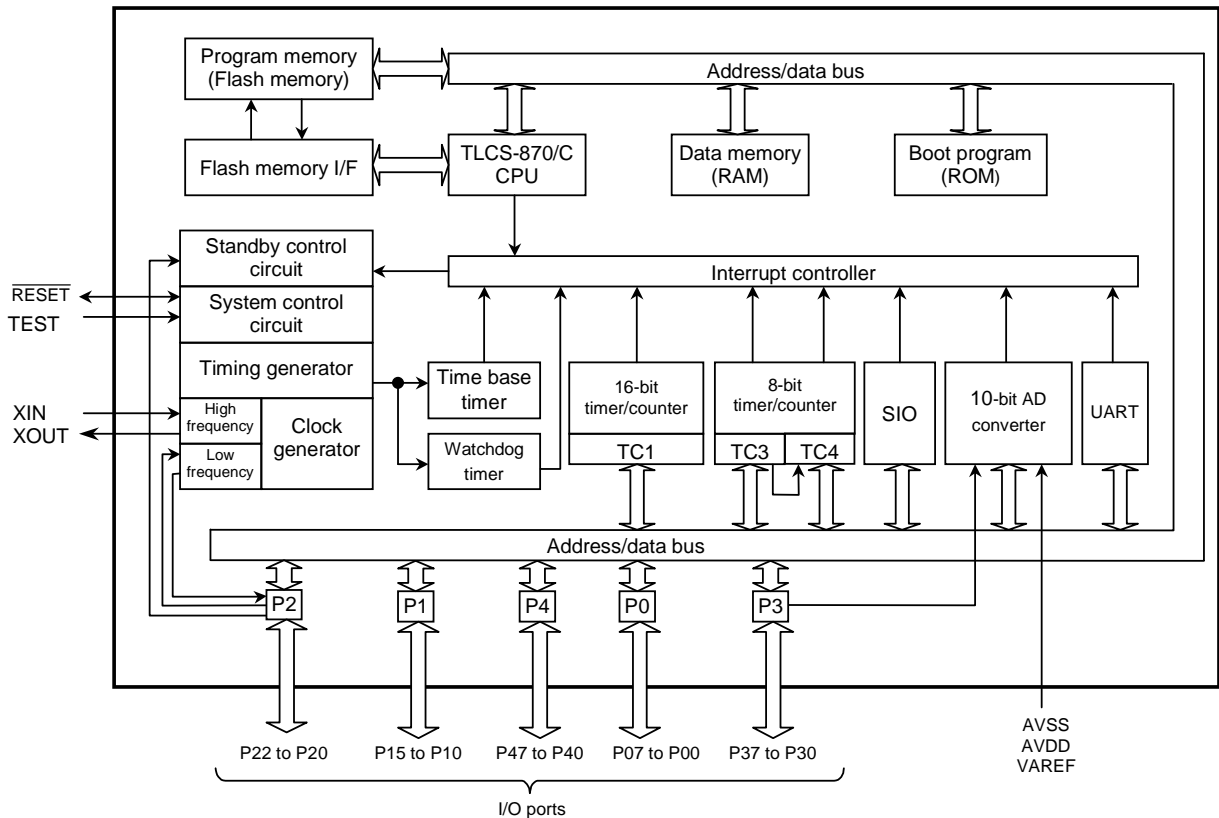 Program memory
(Flash memory)
Address/data bus
Flash memory I/F
TLCS-870/C
CPU
Data memory
(RAM)
Boot program
(ROM)
Standby control
circuit
Interrupt controller
RESET
TEST
System control
circuit
Timing generator
Time base
timer
16-bit
timer/counter
8-bit
timer/counter
SIO
10-bit AD
converter
UART
XIN
XOUT
High
frequency
Clock
generator
Low
frequency
Watchdog
timer
TC1
TC3
TC4
Address/data bus
P2
P1
P4
P0
P3
P22 to P20
P15 to P10
P47 to P40
P07 to P00
P37 to P30
AVSS
AVDD
VAREF
I/O ports